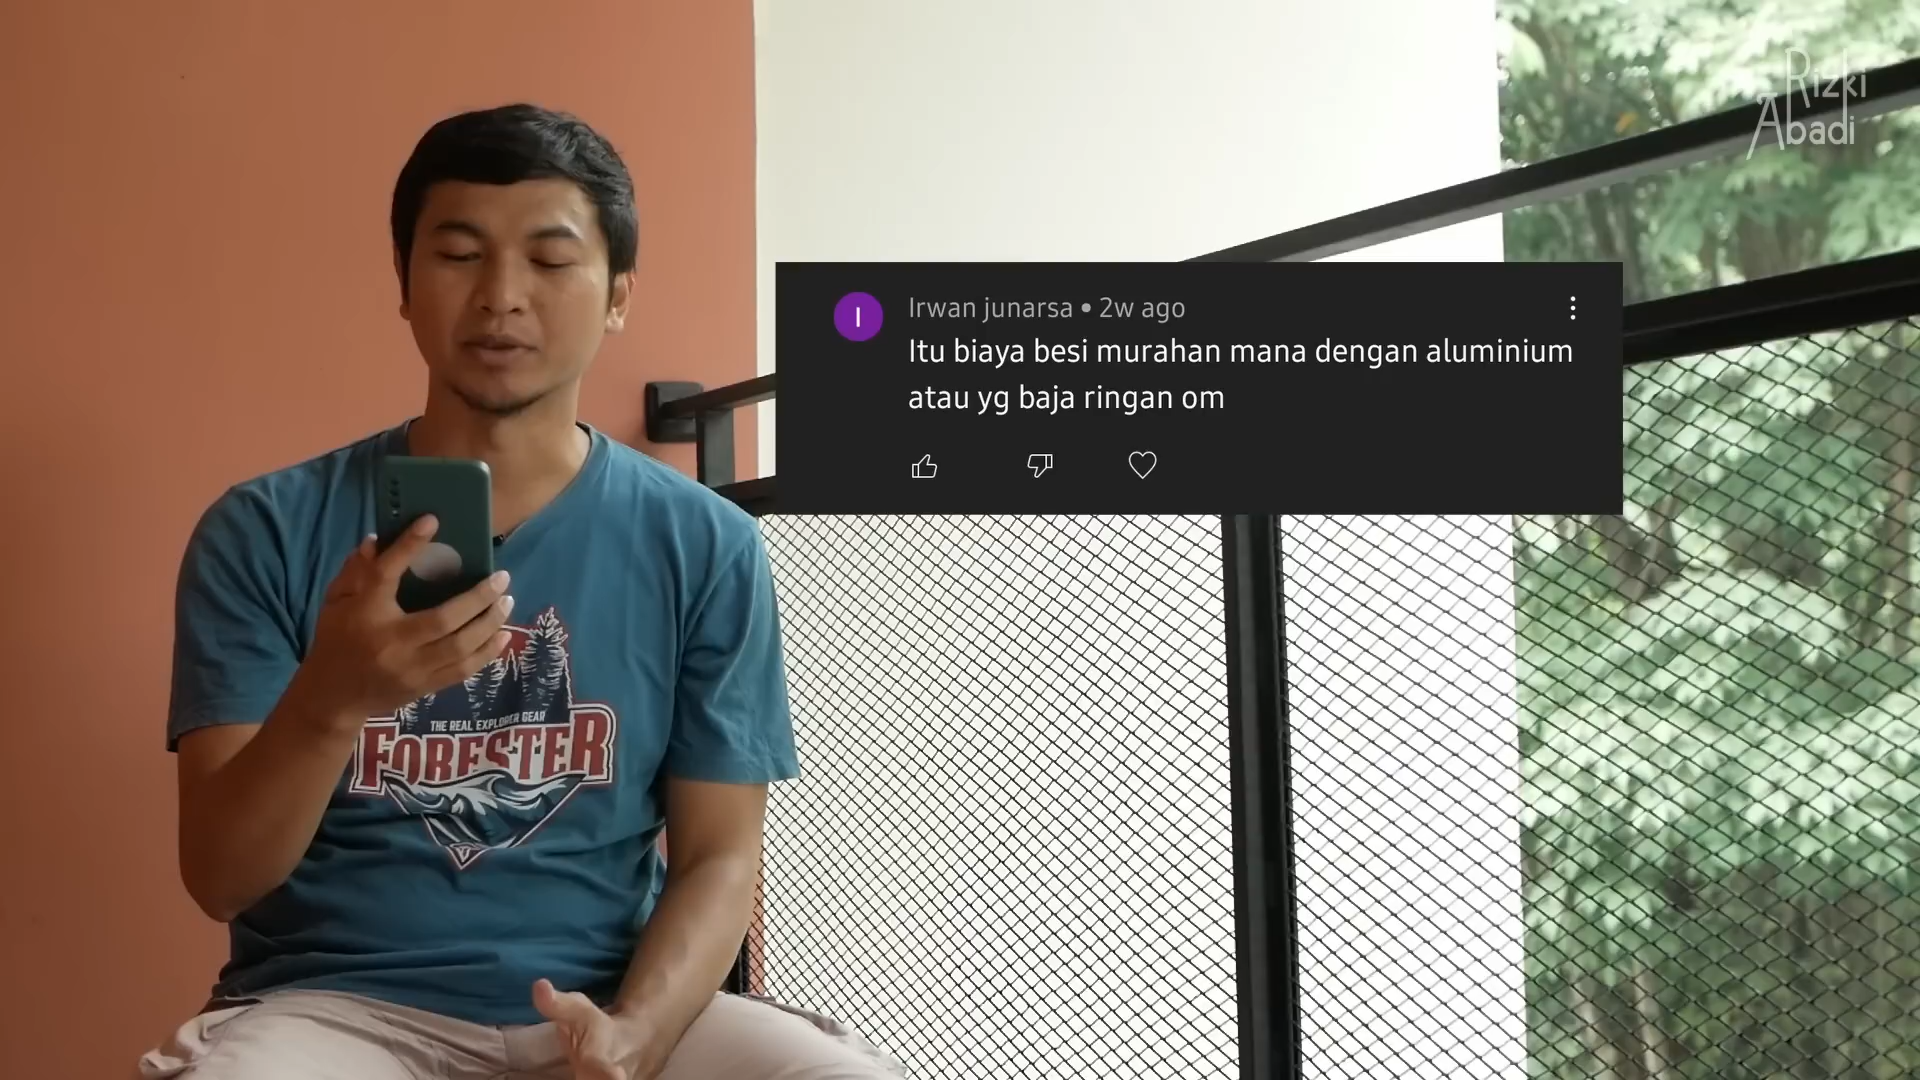 Rizki
Abadi
I
Irwan junarsa • 2w ago
Itu biaya besi murahan mana dengan aluminium
atau yg baja ringan om
THE REAL EXPLORER GEAR
FORESTER